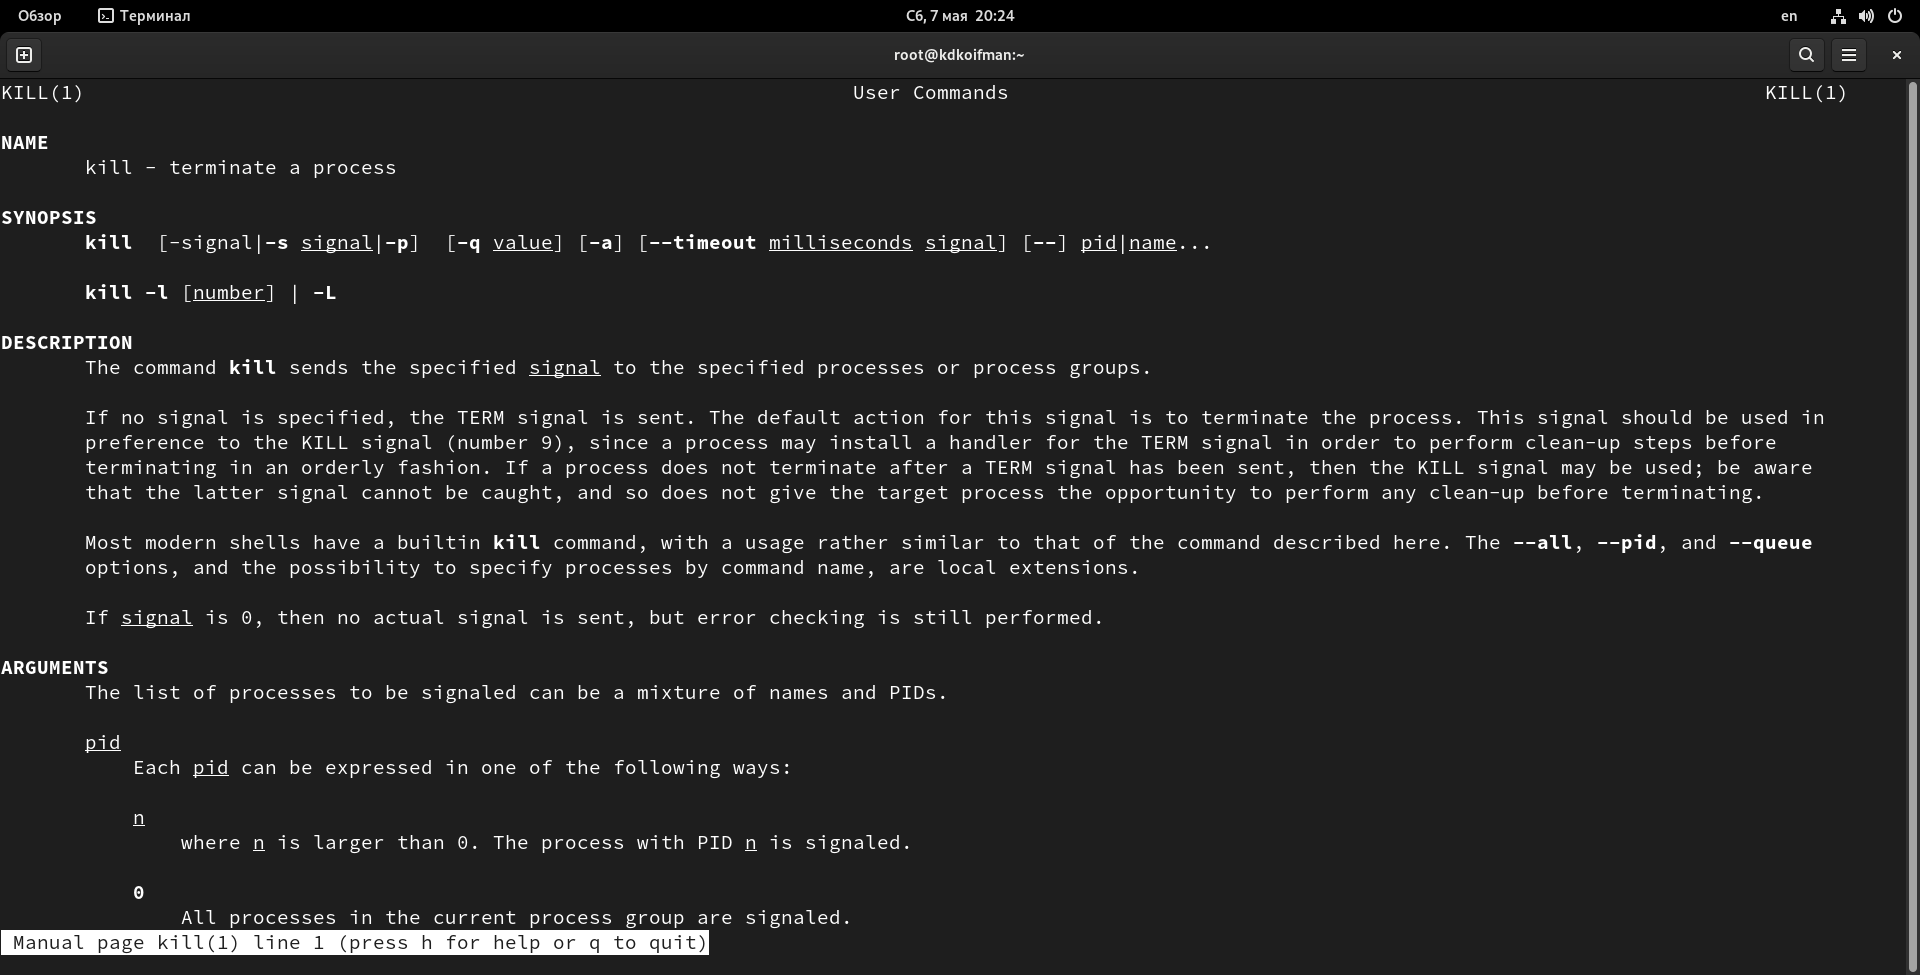 Обзор Терминал Сб, 7 мая 20:24 en
root@kdkoifman:~
KILL(1) User Commands KILL(1)
NAME
kill - terminate a process
SYNOPSIS
kill [-signal|-s signal|-p] [-q value] [-a] [--timeout milliseconds signal] [--] pid|name...
kill -l [number] | -L
DESCRIPTION
The command kill sends the specified signal to the specified processes or process groups.
If no signal is specified, the TERM signal is sent. The default action for this signal is to terminate the process. This signal should be used in
preference to the KILL signal (number 9), since a process may install a handler for the TERM signal in order to perform clean-up steps before
terminating in an orderly fashion. If a process does not terminate after a TERM signal has been sent, then the KILL signal may be used; be aware
that the latter signal cannot be caught, and so does not give the target process the opportunity to perform any clean-up before terminating.
Most modern shells have a builtin kill command, with a usage rather similar to that of the command described here. The --all, --pid, and --queue
options, and the possibility to specify processes by command name, are local extensions.
If signal is 0, then no actual signal is sent, but error checking is still performed.
ARGUMENTS
The list of processes to be signaled can be a mixture of names and PIDs.
pid
Each pid can be expressed in one of the following ways:
n
where n is larger than 0. The process with PID n is signaled.
0
All processes in the current process group are signaled.
Manual page kill(1) line 1 (press h for help or q to quit)